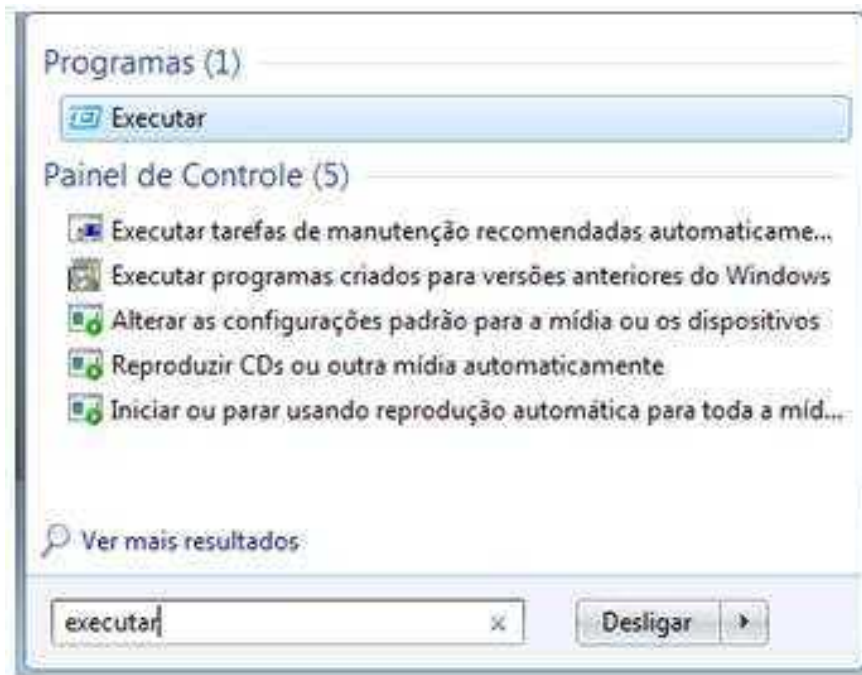 Programas (1)
Executar
Painel de Controle (5)
Executar tarefas de manutenção recomendadas automaticame...
Executar programas criados para versões anteriores do Windows
Alterar as configurações padrão para a mídia ou os dispositivos
Reproduzir CDs ou outra mídia automaticamente
Iniciar ou parar usando reprodução automática para toda a míd...
Ver mais resultados
executar
Desligar